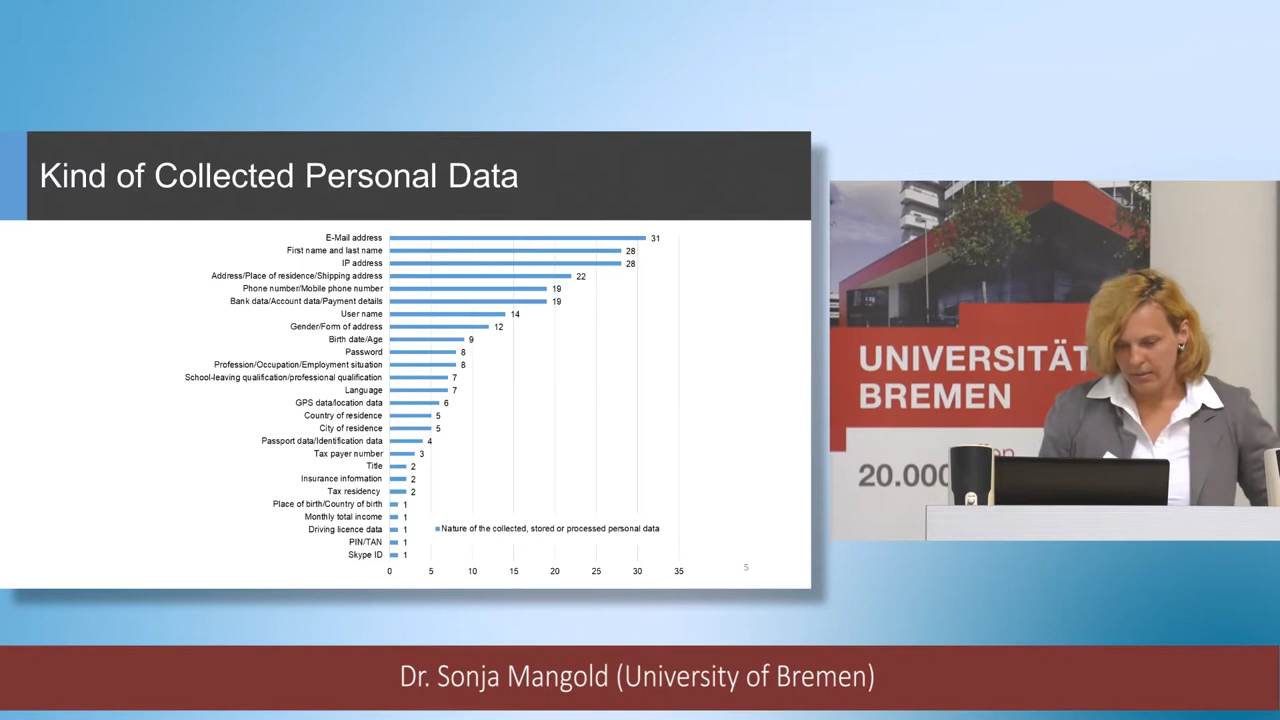 Kind of Collected Personal Data
E-Mail address 31
First name and last name 28
IP address 28
Address/Place of residence/Shipping address 22
Phone number/Mobile phone number 19
Bank data/Account data/Payment details 19
User name 14
Gender/Form of address 12
Birth date/Age 9
Password 8
Profession/Occupation/Employment situation 8
School-leaving qualification/professional qualification 7
Language 7
GPS data/location data 6
Country of residence 5
City of residence 5
Passport data/Identification data 4
Tax payer number 3
Title 2
Insurance information 2
Tax residency 2
Place of birth/Country of birth 1
Monthly total income 1
Driving licence data 1
PIN/TAN 1
Skype ID 1
Nature of the collected, stored or processed personal data
0 5 10 15 20 25 30 35
5
UNIVERSITÄT
BREMEN
20.000
Dr. Sonja Mangold (University of Bremen)